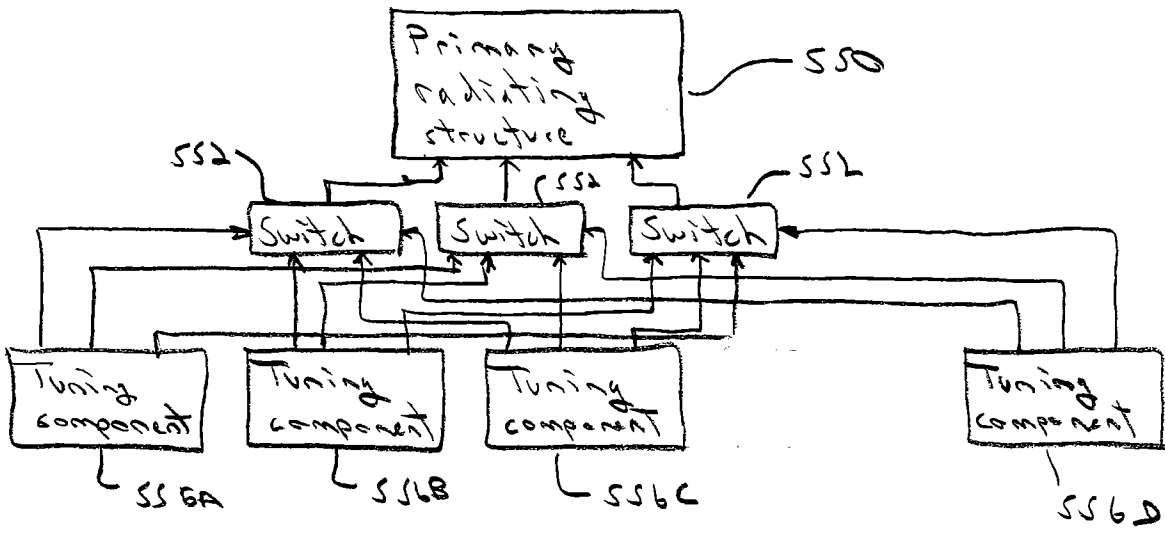 Primary
radiating
structure
550
552
552
552
Switch
Switch
Switch
Tuning
component
Tuning
component
Tuning
component
Tuning
component
556A
556B
556C
556D